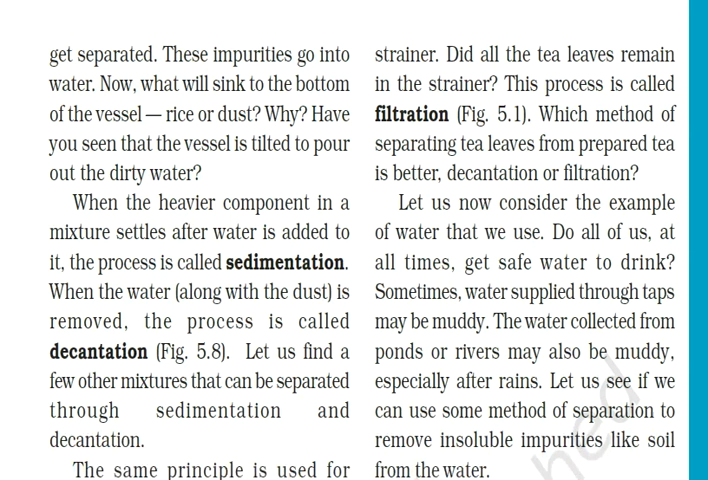 get separated. These impurities go into
water. Now, what will sink to the bottom
of the vessel — rice or dust? Why? Have
you seen that the vessel is tilted to pour
out the dirty water?
When the heavier component in a
mixture settles after water is added to
it, the process is called sedimentation.
When the water (along with the dust) is
removed, the process is called
decantation (Fig. 5.8). Let us find a
few other mixtures that can be separated
through sedimentation and
decantation.
The same principle is used for
strainer. Did all the tea leaves remain
in the strainer? This process is called
filtration (Fig. 5.1). Which method of
separating tea leaves from prepared tea
is better, decantation or filtration?
Let us now consider the example
of water that we use. Do all of us, at
all times, get safe water to drink?
Sometimes, water supplied through taps
may be muddy. The water collected from
ponds or rivers may also be muddy,
especially after rains. Let us see if we
can use some method of separation to
remove insoluble impurities like soil
from the water.
hed